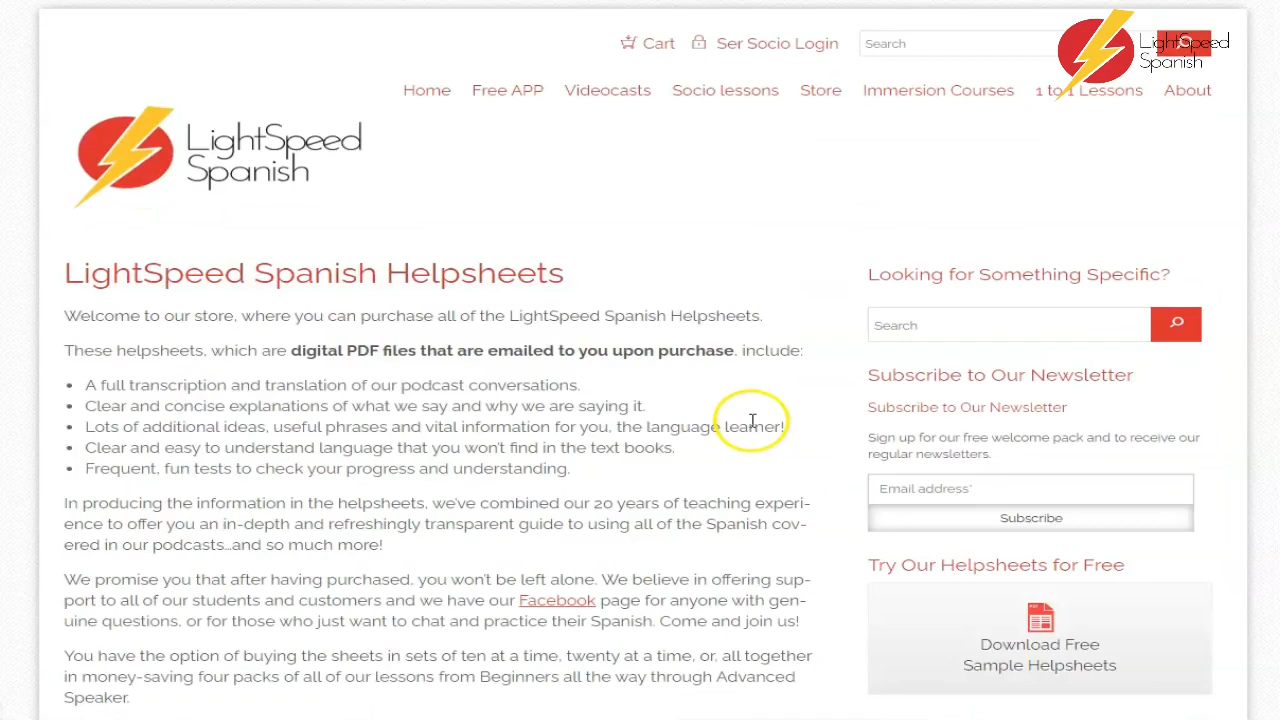 Cart
Ser Socio Login
Search
LightSpeed
Spanish
Home Free APP Videocasts Socio lessons Store Immersion Courses 1 to 1 Lessons About
LightSpeed
Spanish
LightSpeed Spanish Helpsheets
Welcome to our store, where you can purchase all of the LightSpeed Spanish Helpsheets.
These helpsheets, which are digital PDF files that are emailed to you upon purchase, include:
• A full transcription and translation of our podcast conversations.
• Clear and concise explanations of what we say and why we are saying it.
• Lots of additional ideas, useful phrases and vital information for you, the language learner!
• Clear and easy to understand language that you won't find in the text books.
• Frequent, fun tests to check your progress and understanding.
In producing the information in the helpsheets, we've combined our 20 years of teaching experi-
ence to offer you an in-depth and refreshingly transparent guide to using all of the Spanish cov-
ered in our podcasts...and so much more!
We promise you that after having purchased, you won't be left alone. We believe in offering sup-
port to all of our students and customers and we have our Facebook page for anyone with gen-
uine questions, or for those who just want to chat and practice their Spanish. Come and join us!
You have the option of buying the sheets in sets of ten at a time, twenty at a time, or, all together
in money-saving four packs of all of our lessons from Beginners all the way through Advanced
Speaker.
Looking for Something Specific?
Search
Subscribe to Our Newsletter
Subscribe to Our Newsletter
Sign up for our free welcome pack and to receive our
regular newsletters.
Email address*
Subscribe
Try Our Helpsheets for Free
PDF
Download Free
Sample Helpsheets